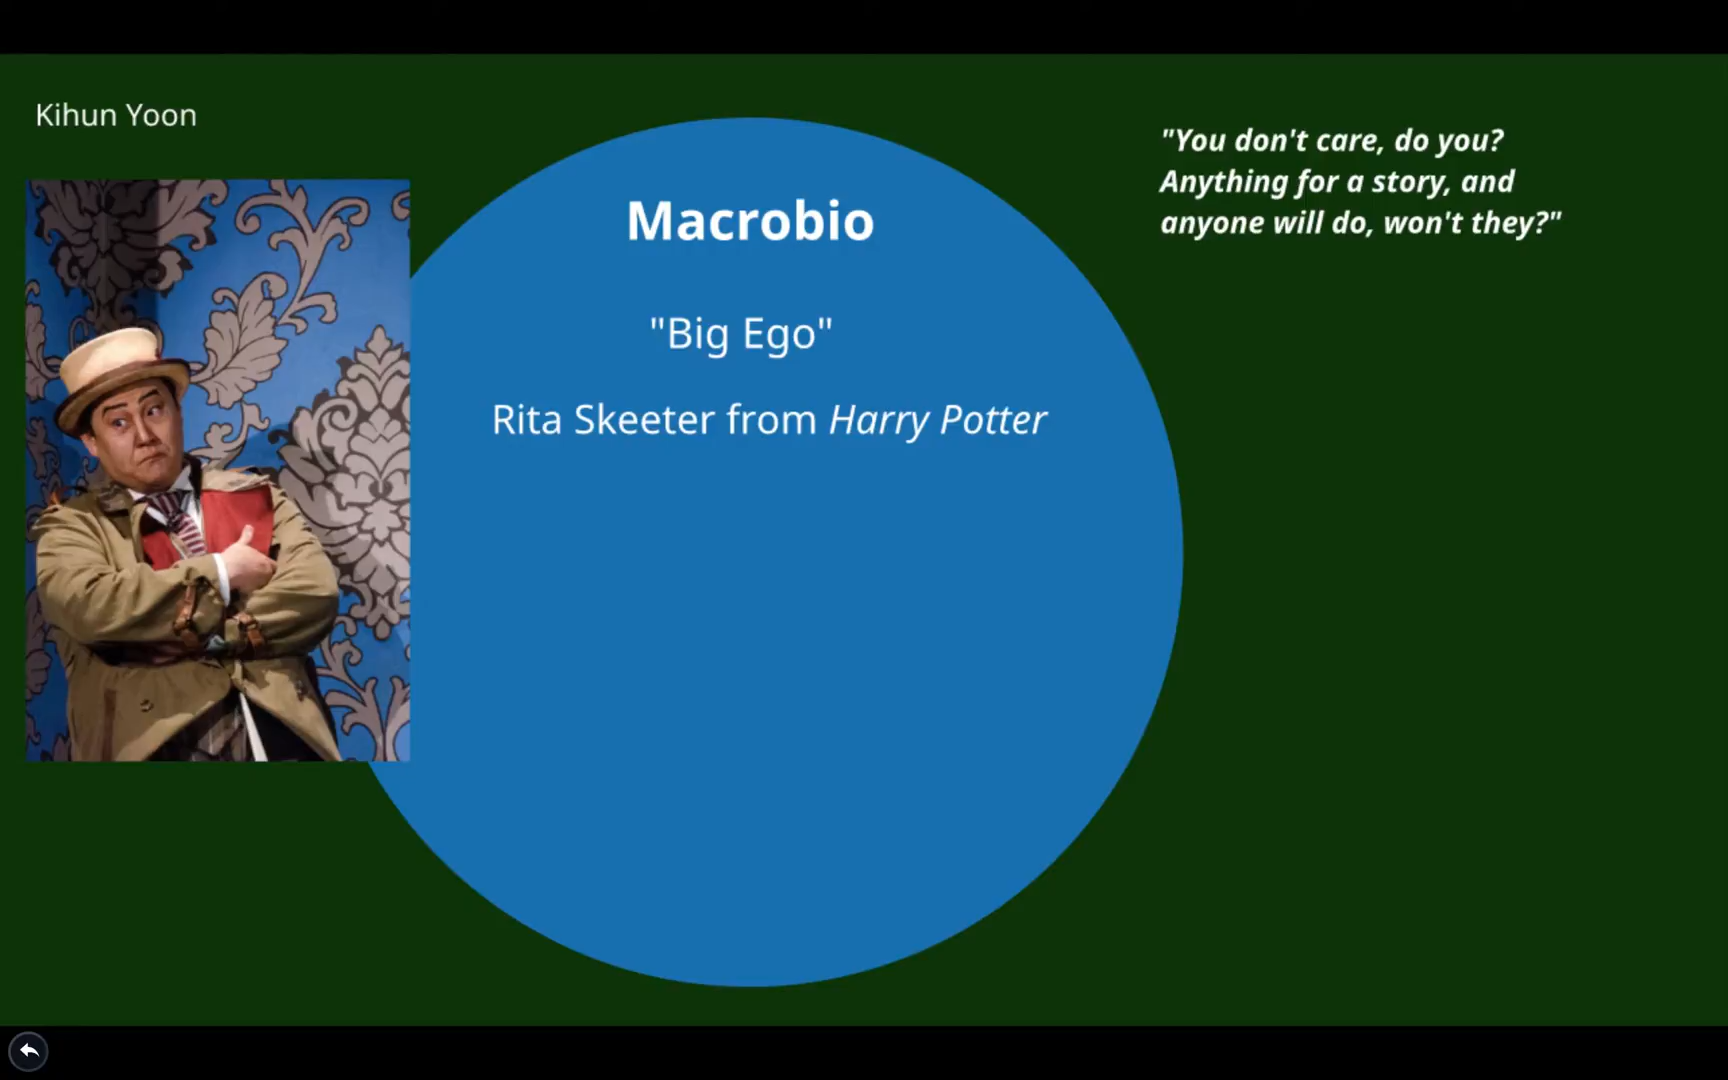 Kihun Yoon
Macrobio
"Big Ego"
Rita Skeeter from Harry Potter
"You don't care, do you?
Anything for a story, and
anyone will do, won't they?"